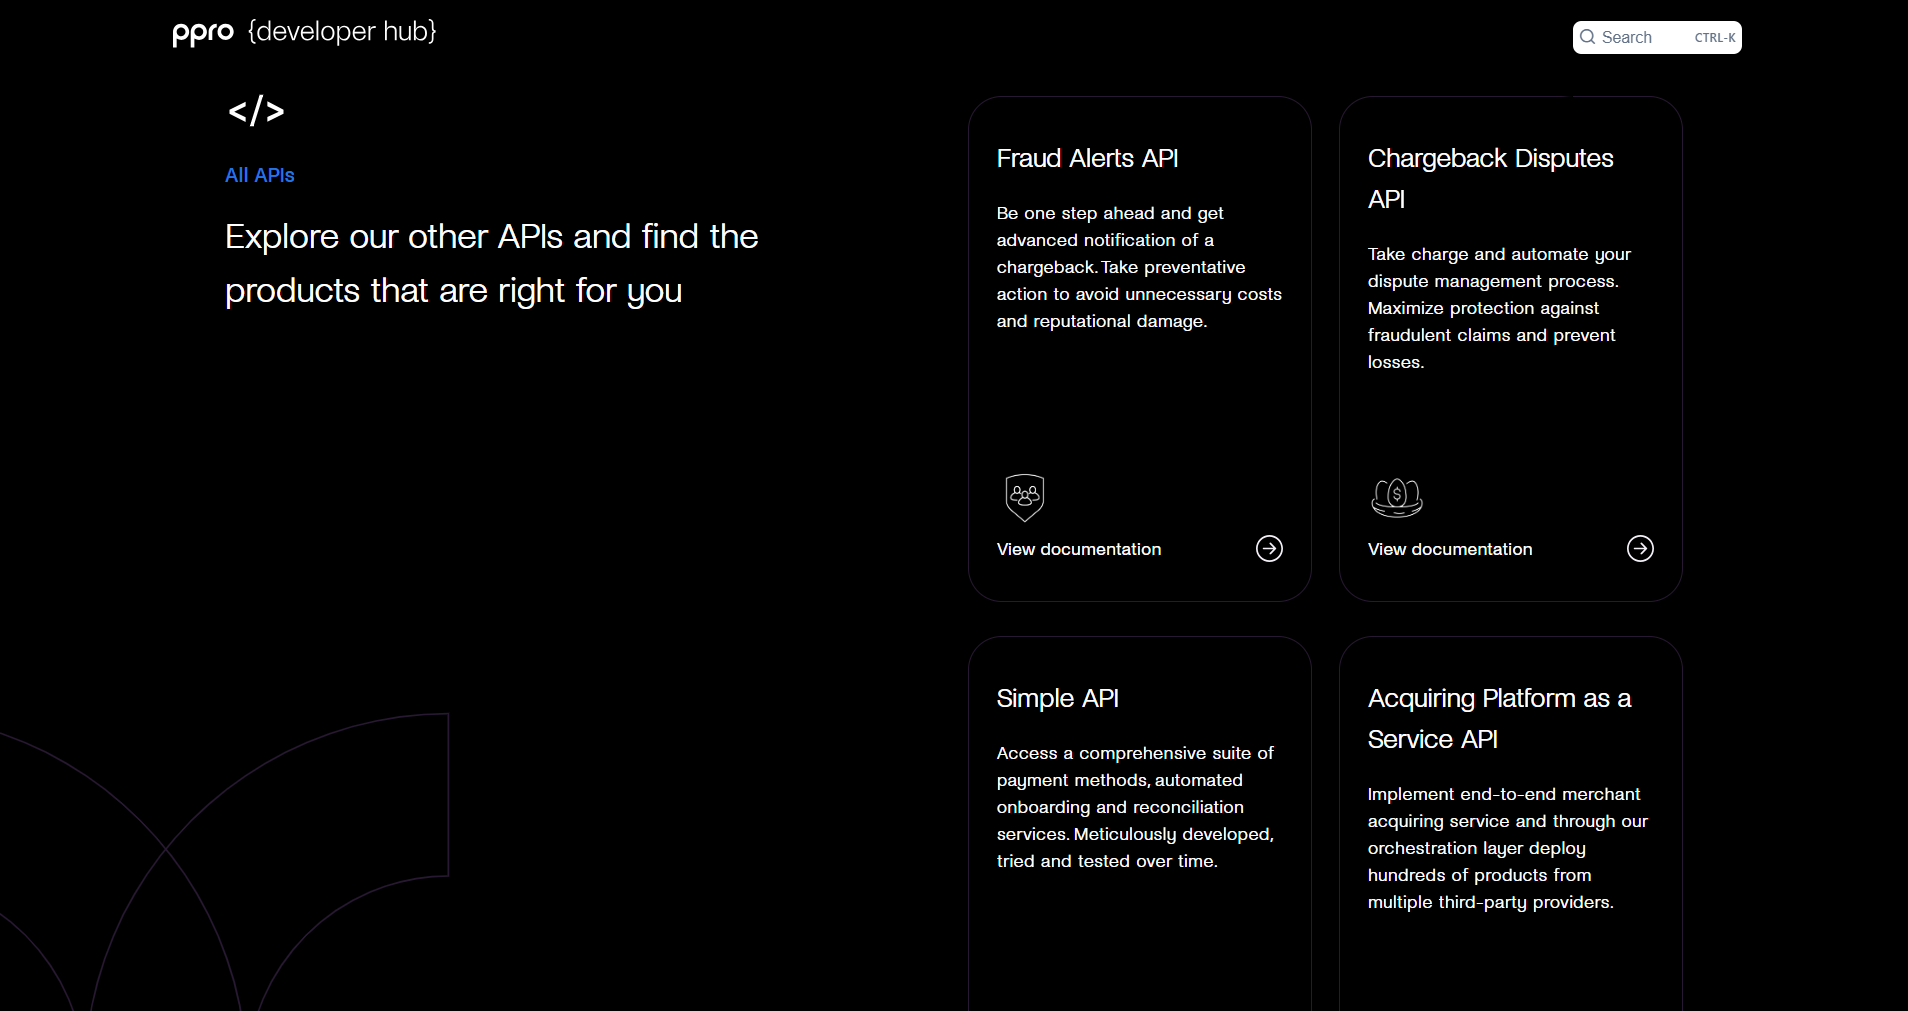 ppro {developer hub}
Search CTRL-K
</>
All APIs
Explore our other APIs and find the
products that are right for you
Fraud Alerts API
Be one step ahead and get
advanced notification of a
chargeback. Take preventative
action to avoid unnecessary costs
and reputational damage.
View documentation
Chargeback Disputes
API
Take charge and automate your
dispute management process.
Maximize protection against
fraudulent claims and prevent
losses.
$
View documentation
Simple API
Access a comprehensive suite of
payment methods, automated
onboarding and reconciliation
services. Meticulously developed,
tried and tested over time.
Acquiring Platform as a
Service API
Implement end-to-end merchant
acquiring service and through our
orchestration layer deploy
hundreds of products from
multiple third-party providers.